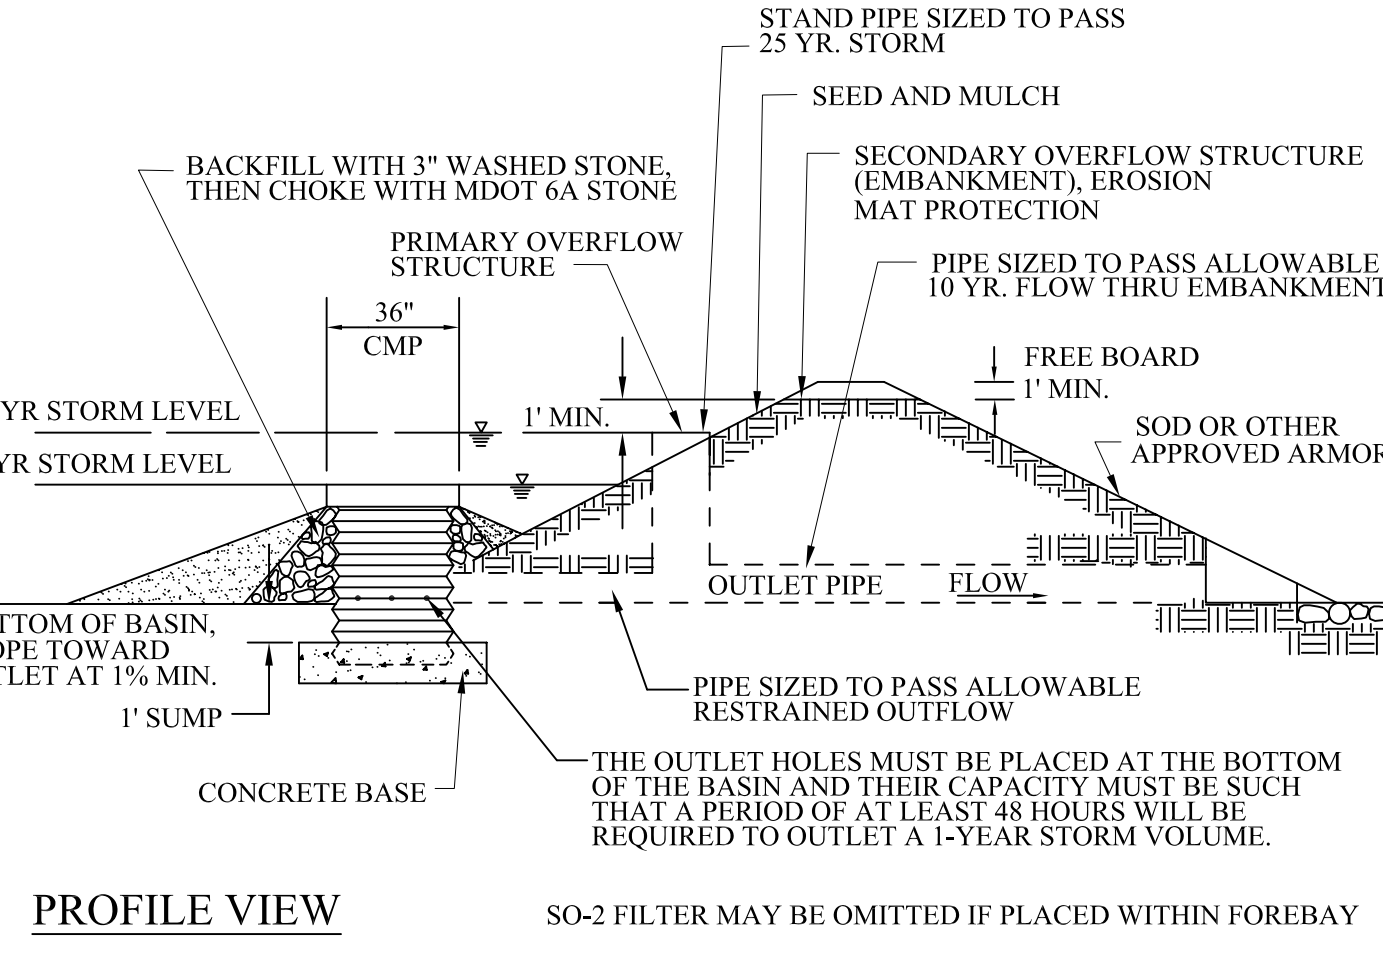 STAND PIPE SIZED TO PASS
25 YR. STORM
SEED AND MULCH
SECONDARY OVERFLOW STRUCTURE
(EMBANKMENT), EROSION
MAT PROTECTION
BACKFILL WITH 3" WASHED STONE,
THEN CHOKE WITH MDOT 6A STONE
PRIMARY OVERFLOW
STRUCTURE
PIPE SIZED TO PASS ALLOWABLE
10 YR. FLOW THRU EMBANKMENT
36"
CMP
FREE BOARD
1' MIN.
YR STORM LEVEL
1' MIN.
SOD OR OTHER
APPROVED ARMOR
YR STORM LEVEL
OUTLET PIPE
FLOW
TTOM OF BASIN,
OPE TOWARD
TLET AT 1% MIN.
1' SUMP
PIPE SIZED TO PASS ALLOWABLE
RESTRAINED OUTFLOW
CONCRETE BASE
THE OUTLET HOLES MUST BE PLACED AT THE BOTTOM
OF THE BASIN AND THEIR CAPACITY MUST BE SUCH
THAT A PERIOD OF AT LEAST 48 HOURS WILL BE
REQUIRED TO OUTLET A 1-YEAR STORM VOLUME.
PROFILE VIEW
SO-2 FILTER MAY BE OMITTED IF PLACED WITHIN FOREBAY